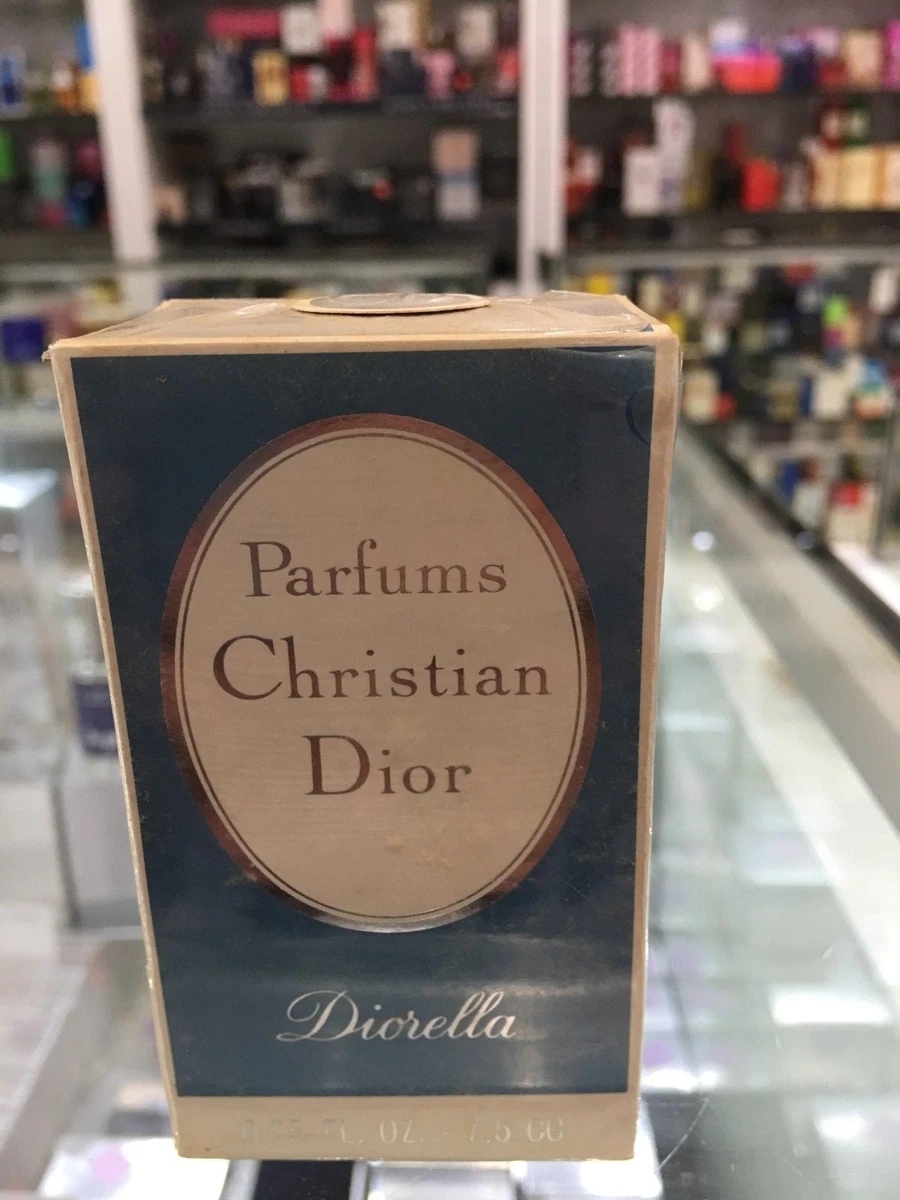 Parfums
Christian
Dior
Diorella
FL. OZ. - 7.5 CC